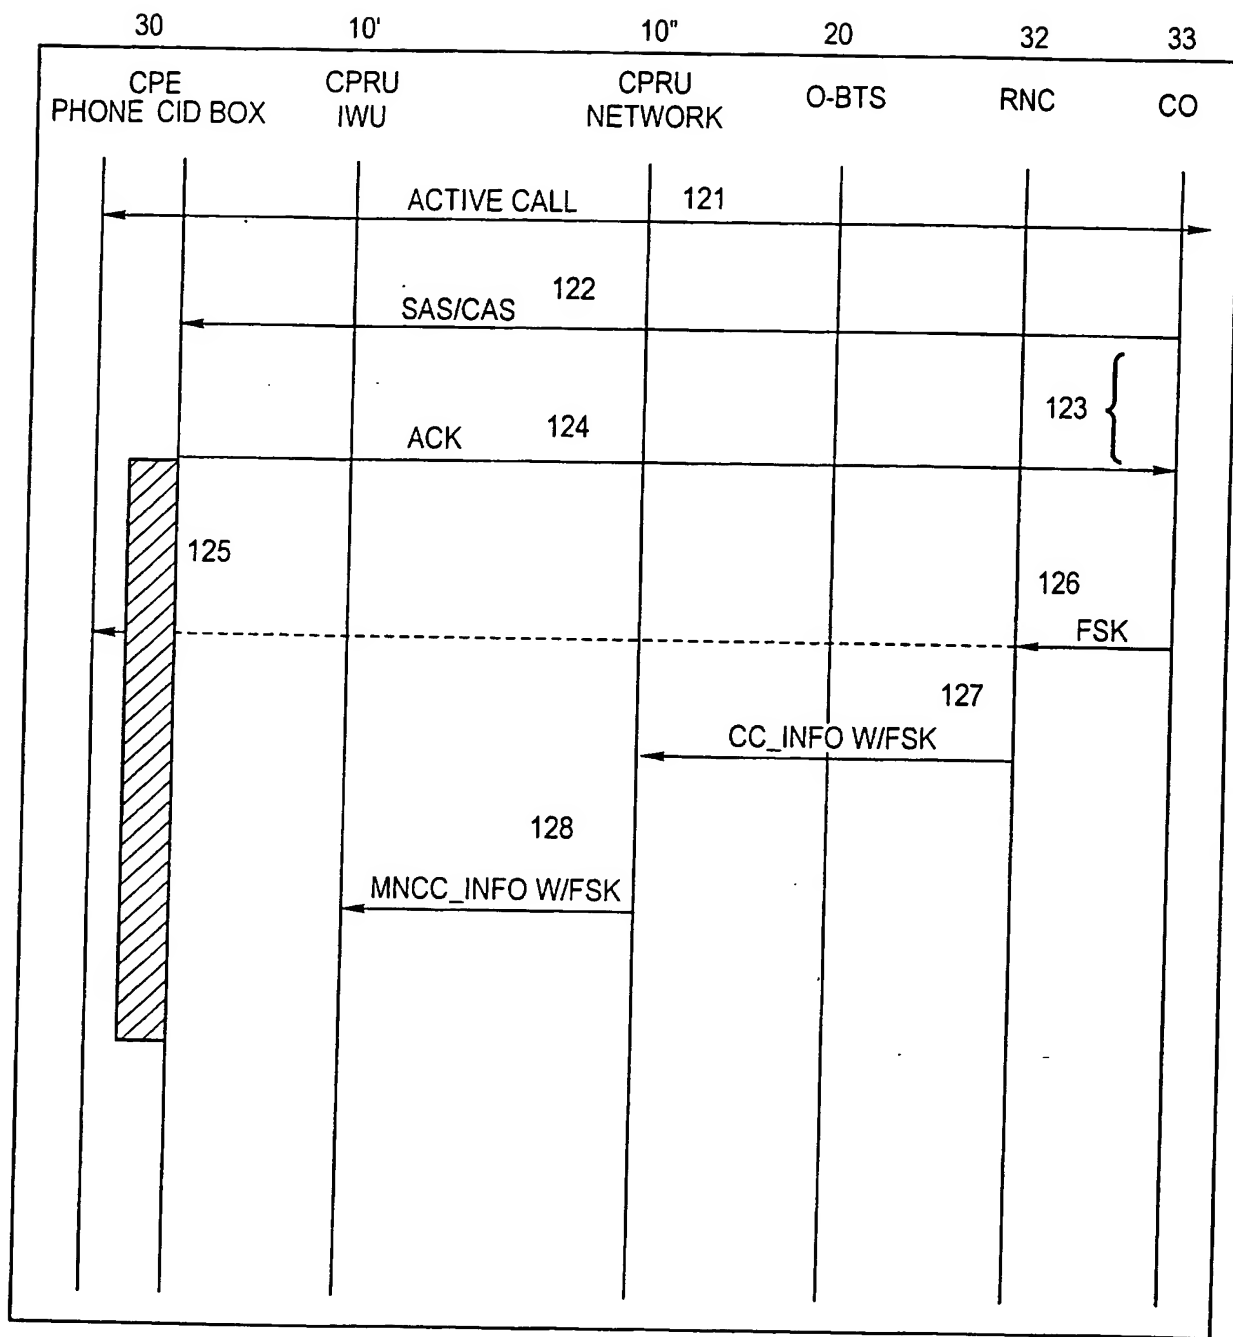 30 10' 10" 20 32 33
CPE CPRU CPRU O-BTS RNC CO
PHONE CID BOX IWU NETWORK
ACTIVE CALL 121
122
SAS/CAS
123
124
ACK
125
126
FSK
127
CC_INFO W/FSK
128
MNCC_INFO W/FSK